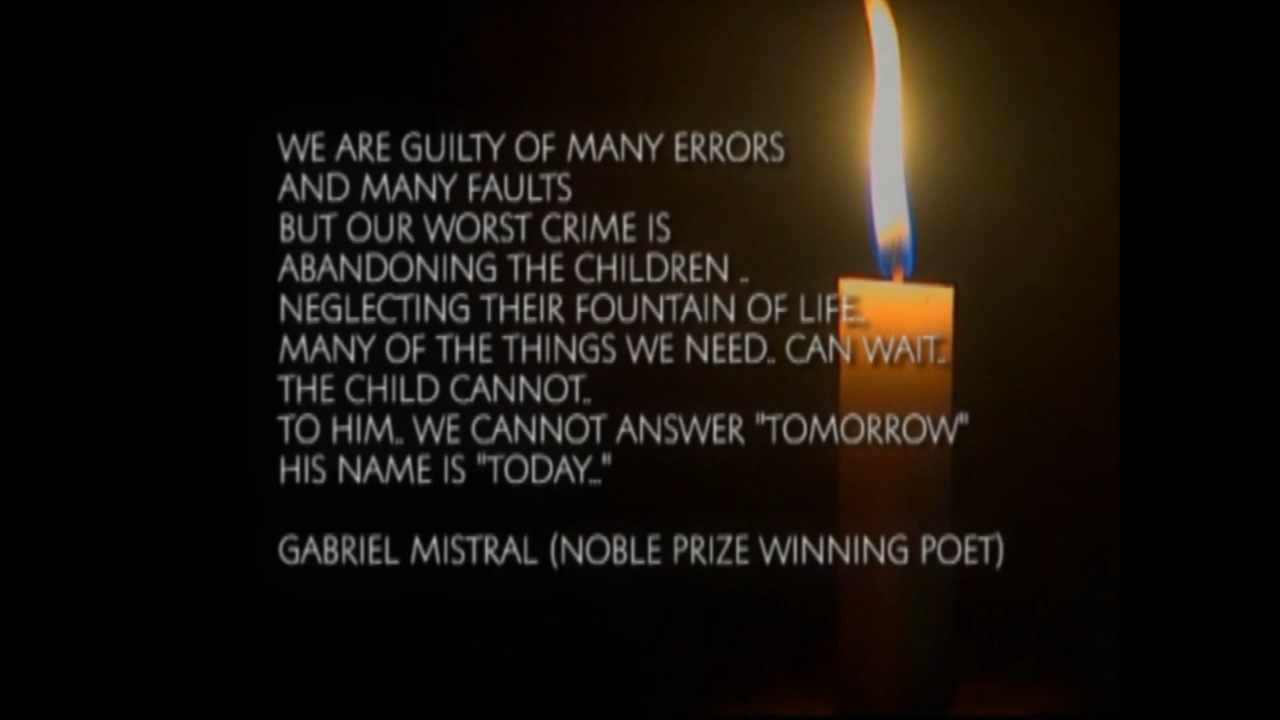 WE ARE GUILTY OF MANY ERRORS
AND MANY FAULTS
BUT OUR WORST CRIME IS
ABANDONING THE CHILDREN ..
NEGLECTING THEIR FOUNTAIN OF LIFE..
MANY OF THE THINGS WE NEED.. CAN WAIT..
THE CHILD CANNOT..
TO HIM.. WE CANNOT ANSWER "TOMORROW"
HIS NAME IS "TODAY.."
GABRIEL MISTRAL (NOBLE PRIZE WINNING POET)